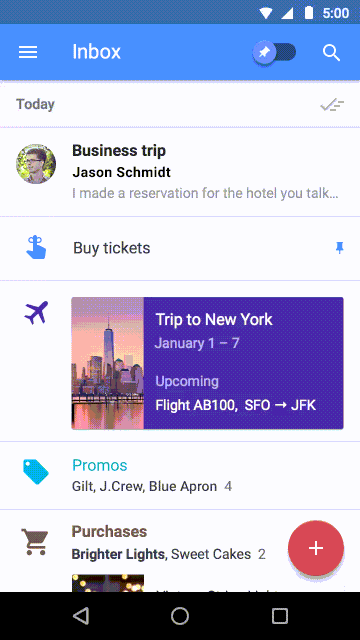 5:00
Inbox
Today
Business trip
Jason Schmidt
I made a reservation for the hotel you talk...
Buy tickets
Trip to New York
January 1 – 7
Upcoming
Flight AB100, SFO → JFK
Promos
Gilt, J.Crew, Blue Apron 4
Purchases
Brighter Lights, Sweet Cakes 2